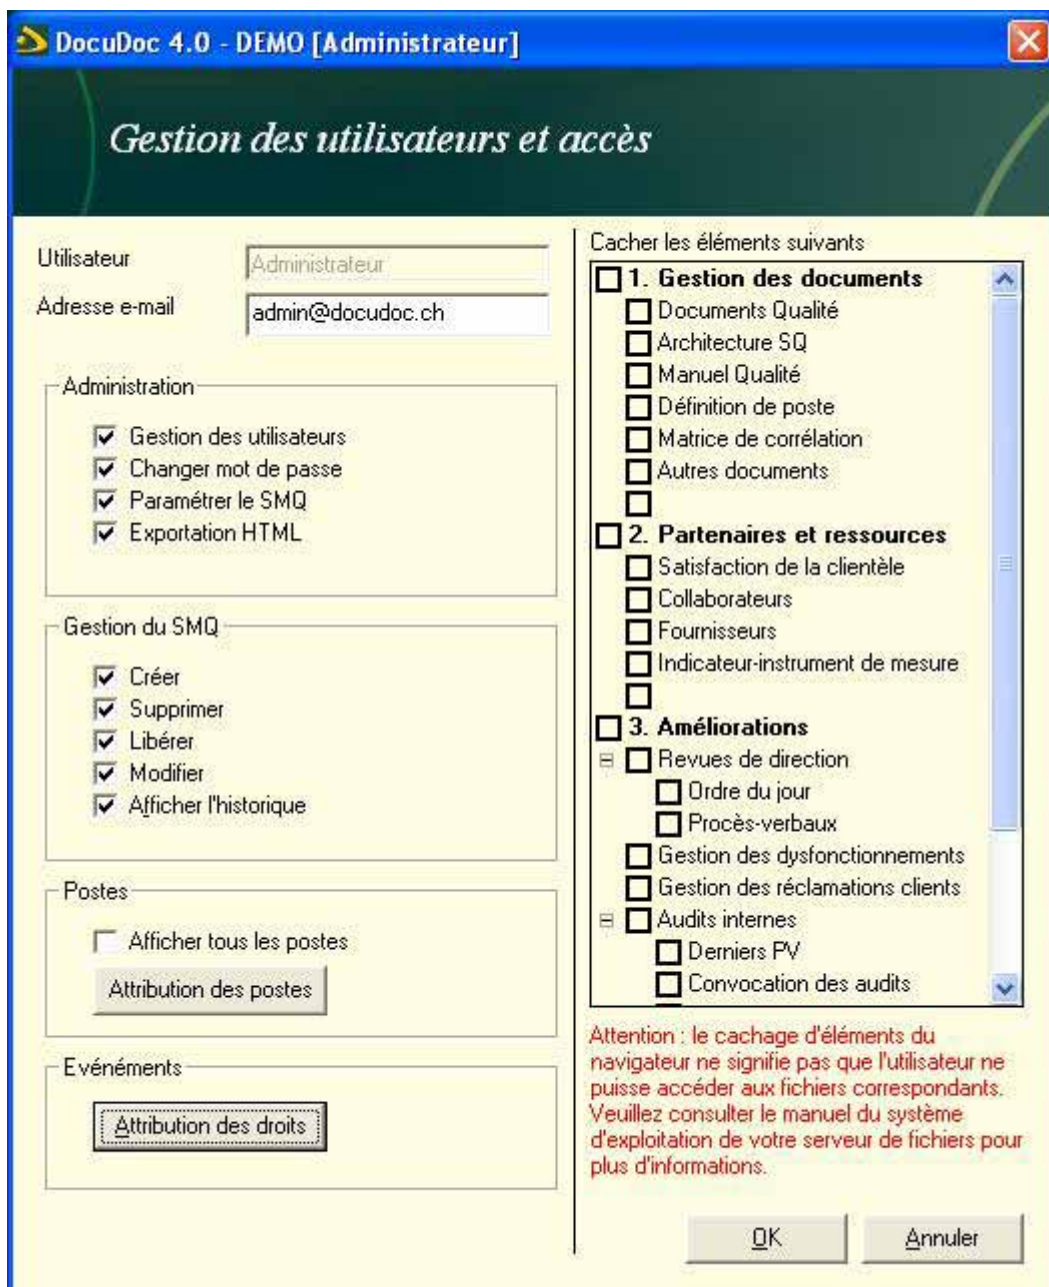 DocuDoc 4.0 - DEMO [Administrateur]
Gestion des utilisateurs et accès
Utilisateur
Administrateur
Adresse e-mail
admin@docudoc.ch
Administration
Gestion des utilisateurs
Changer mot de passe
Paramétrer le SMQ
Exportation HTML
Gestion du SMQ
Créer
Supprimer
Libérer
Modifier
Afficher l'historique
Postes
Afficher tous les postes
Attribution des postes
Evénéments
Attribution des droits
Cacher les éléments suivants
1. Gestion des documents
Documents Qualité
Architecture SQ
Manuel Qualité
Définition de poste
Matrice de corrélation
Autres documents
2. Partenaires et ressources
Satisfaction de la clientèle
Collaborateurs
Fournisseurs
Indicateur-instrument de mesure
3. Améliorations
Revues de direction
Ordre du jour
Procès-verbaux
Gestion des dysfonctionnements
Gestion des réclamations clients
Audits internes
Derniers PV
Convocation des audits
Attention : le cachage d'éléments du
navigateur ne signifie pas que l'utilisateur ne
puisse accéder aux fichiers correspondants.
Veuillez consulter le manuel du système
d'exploitation de votre serveur de fichiers pour
plus d'informations.
OK
Annuler